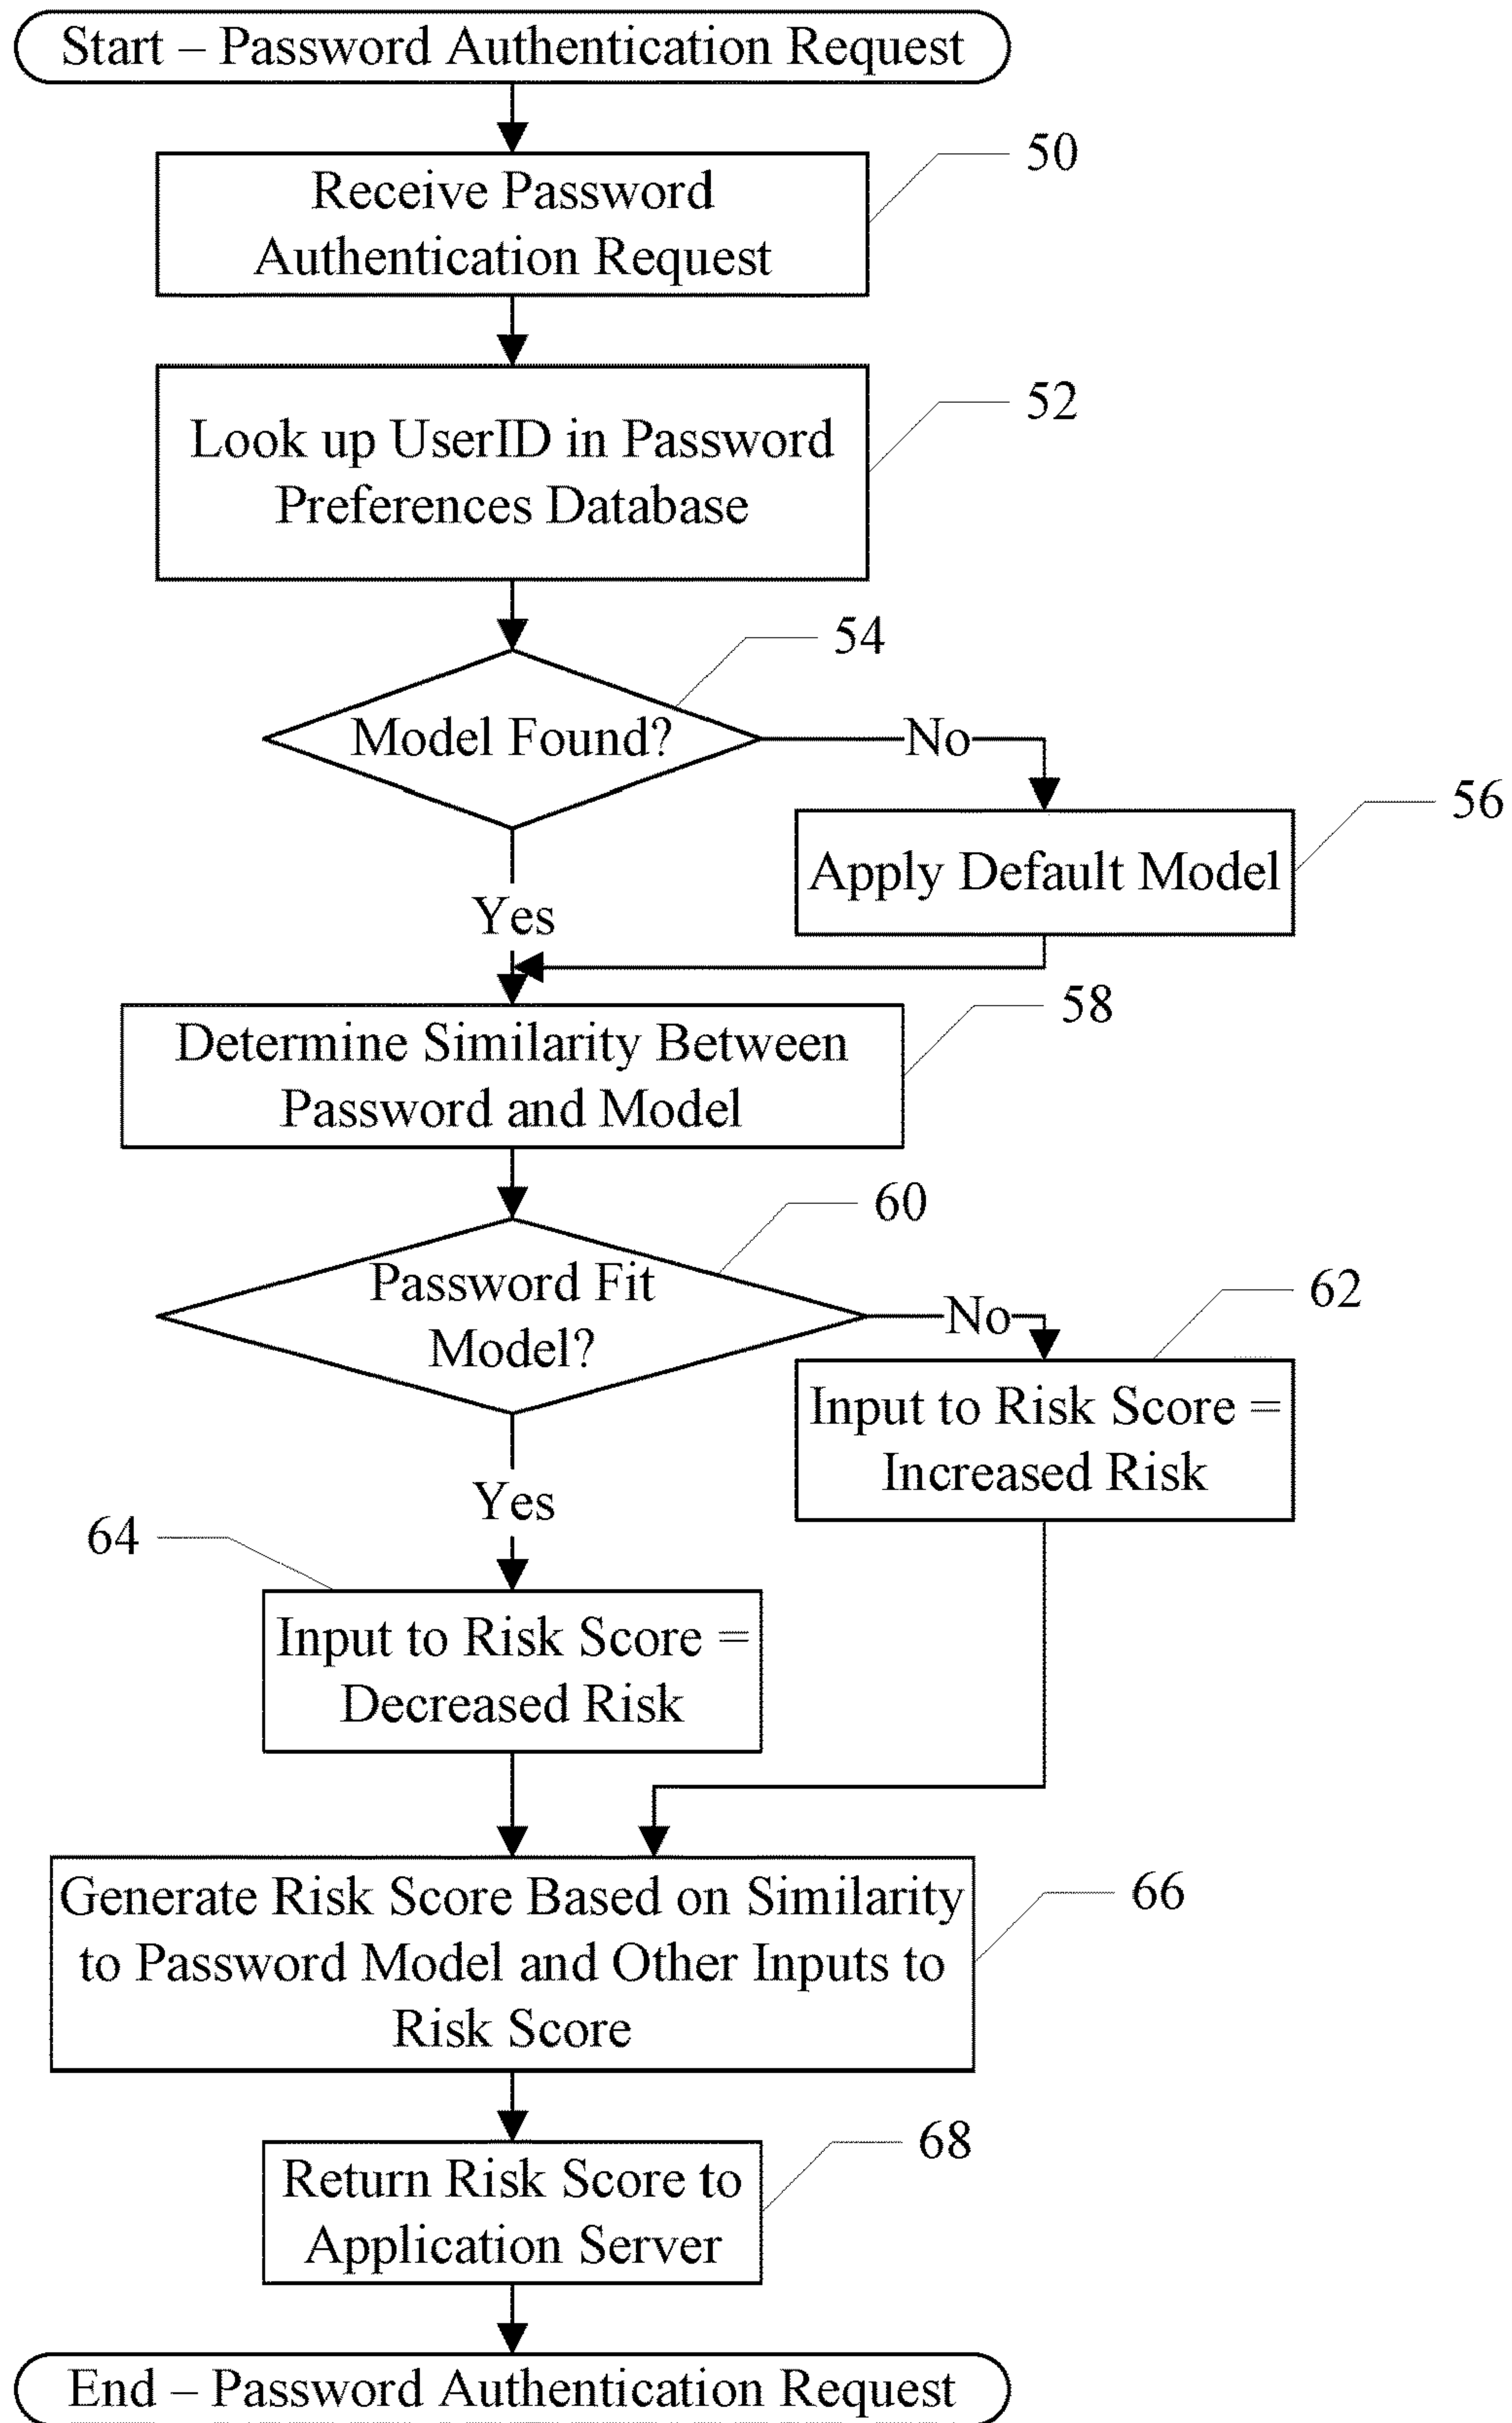 Start – Password Authentication Request
50
Receive Password
Authentication Request
52
Look up UserID in Password
Preferences Database
54
Model Found?
No
56
Apply Default Model
Yes
58
Determine Similarity Between
Password and Model
60
Password Fit
Model?
No
62
Input to Risk Score =
Increased Risk
Yes
64
Input to Risk Score =
Decreased Risk
66
Generate Risk Score Based on Similarity
to Password Model and Other Inputs to
Risk Score
68
Return Risk Score to
Application Server
End – Password Authentication Request